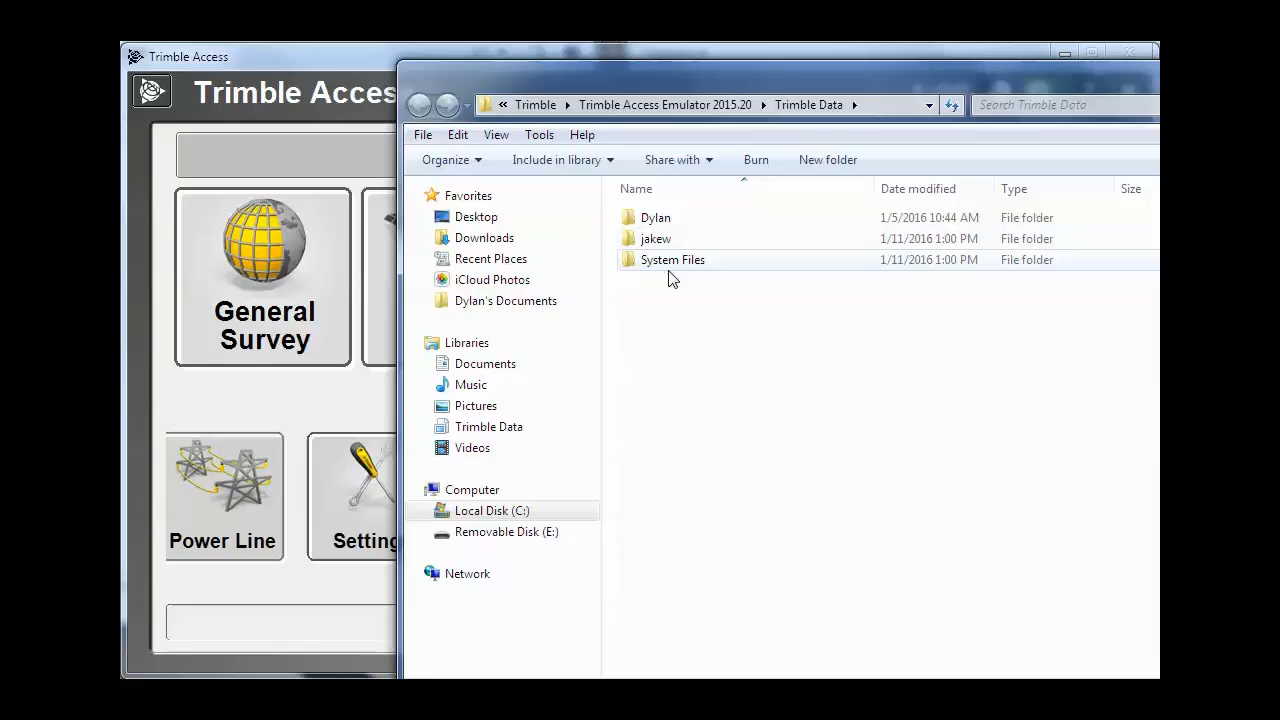 Trimble Access
Trimble Acces
General
Survey
Power Line
Setting
« Trimble Trimble Access Emulator 2015.20 Trimble Data
Search Trimble Data
File Edit View Tools Help
Organize Include in library Share with Burn New folder
Favorites
Desktop
Downloads
Recent Places
iCloud Photos
Dylan's Documents
Libraries
Documents
Music
Pictures
Trimble Data
Videos
Computer
Local Disk (C:)
Removable Disk (E:)
Network
Name Date modified Type Size
Dylan 1/5/2016 10:44 AM File folder
jakew 1/11/2016 1:00 PM File folder
System Files 1/11/2016 1:00 PM File folder